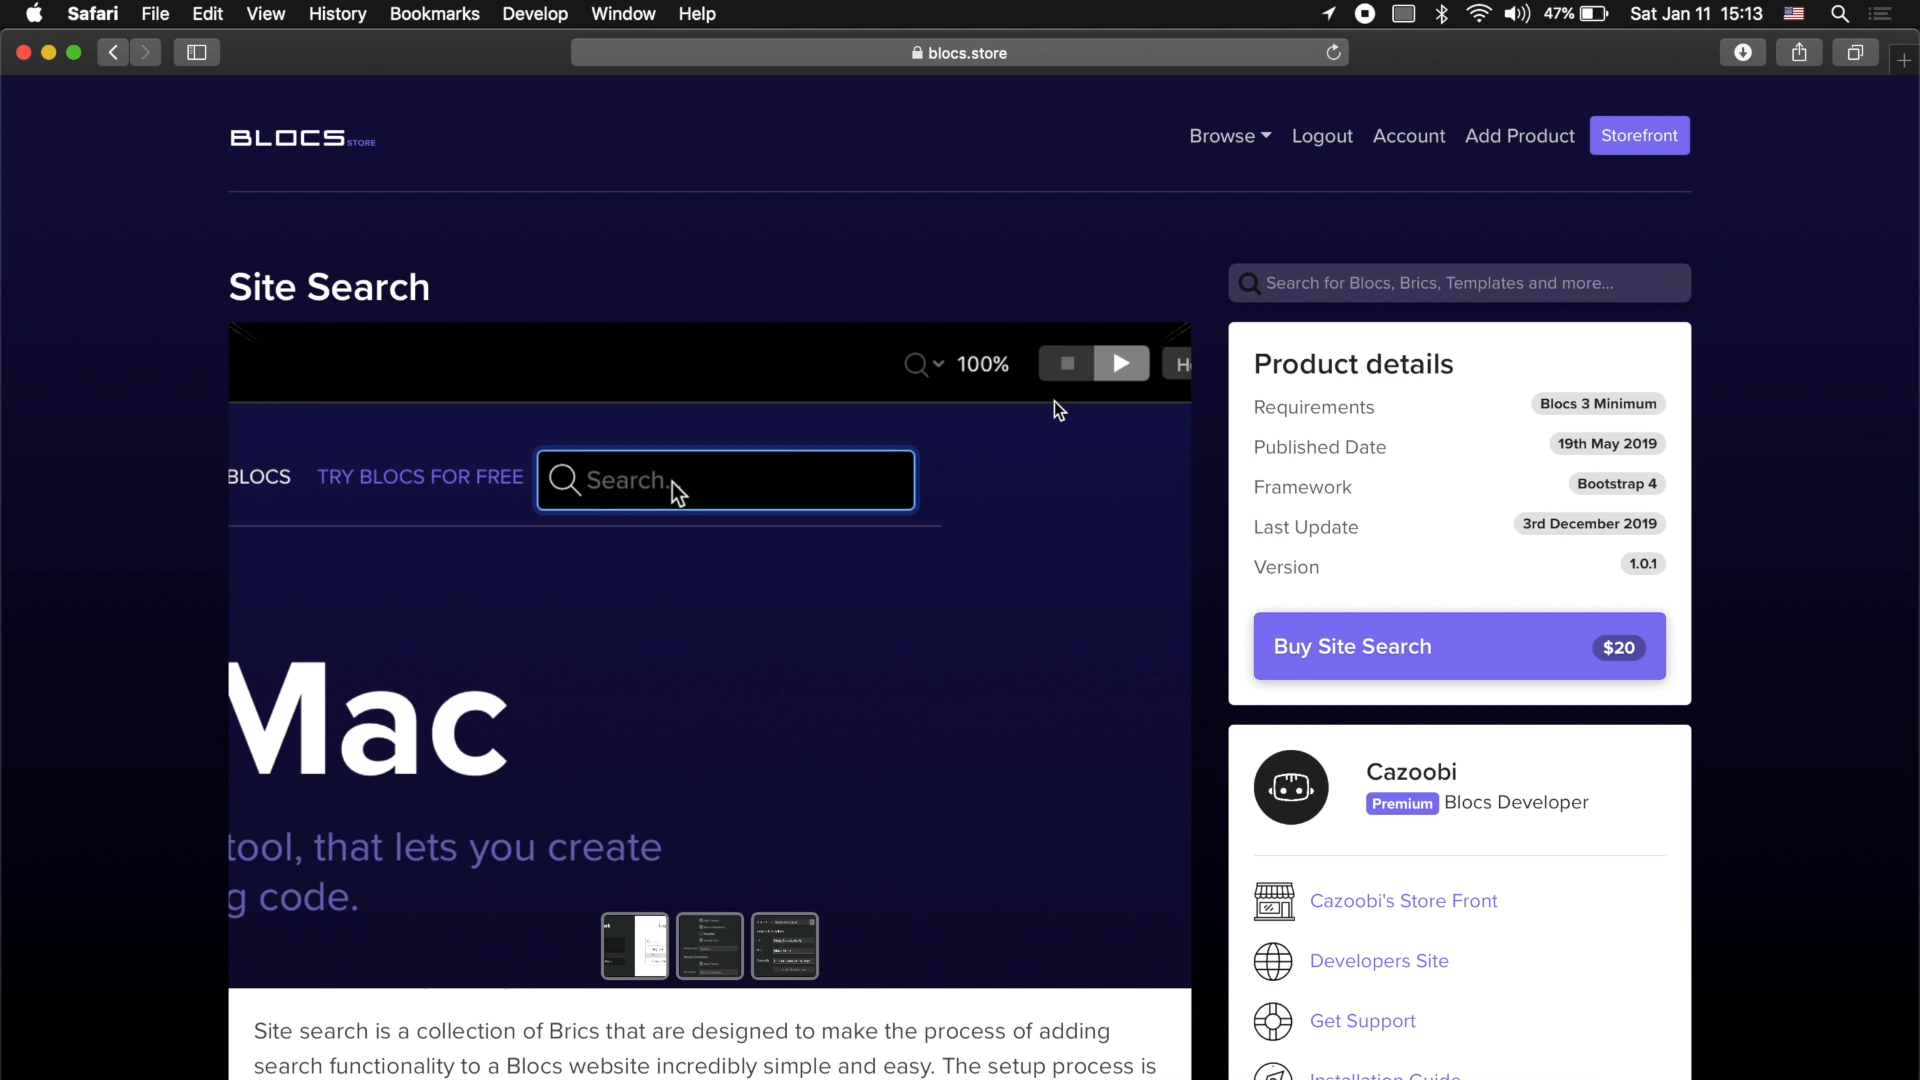 Safari File Edit View History Bookmarks Develop Window Help
47% Sat Jan 11 15:13
blocs.store
BLOCS STORE
Browse Logout Account Add Product Storefront
Site Search
Search for Blocs, Brics, Templates and more...
100%
BLOCS TRY BLOCS FOR FREE
Search.
Mac
tool, that lets you create
g code.
Site search is a collection of Brics that are designed to make the process of adding
search functionality to a Blocs website incredibly simple and easy. The setup process is
Product details
Requirements Blocs 3 Minimum
Published Date 19th May 2019
Framework Bootstrap 4
Last Update 3rd December 2019
Version 1.0.1
Buy Site Search $20
Cazoobi
Premium Blocs Developer
Cazoobi's Store Front
Developers Site
Get Support
Installation Guide